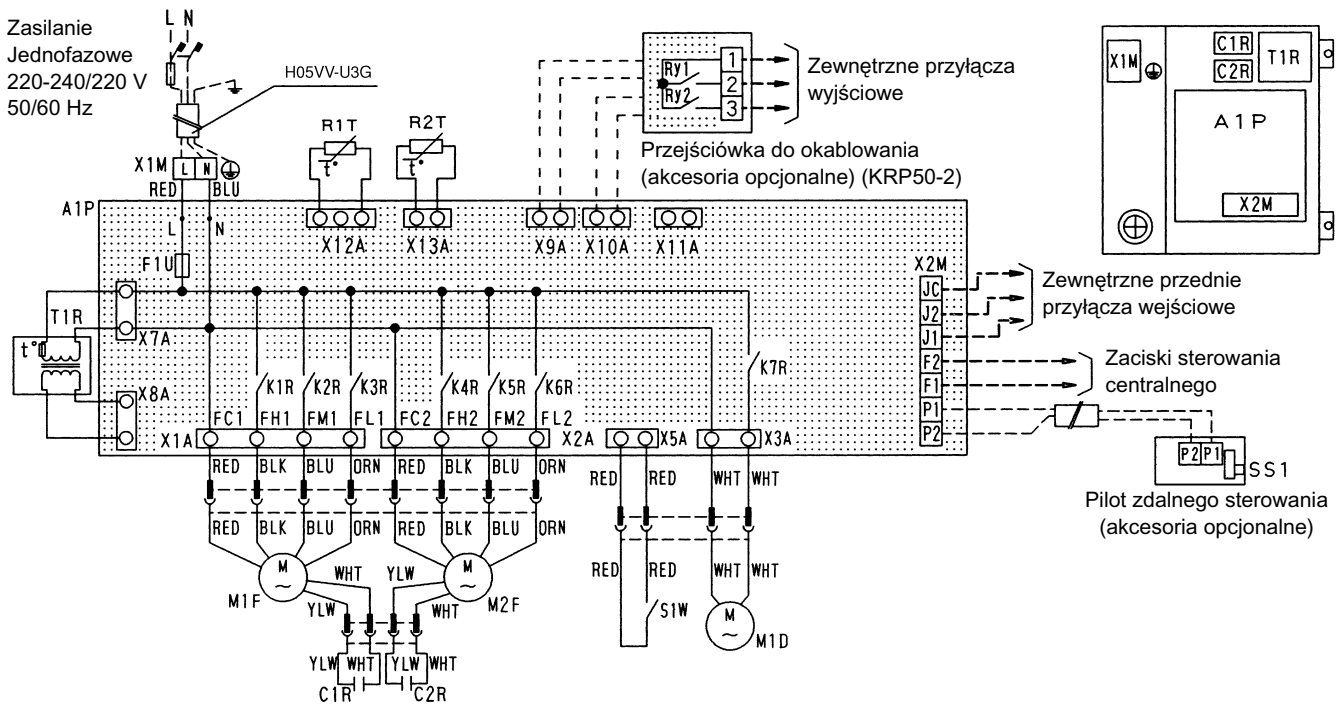 Zasilanie
Jednofazowe
220-240/220 V
50/60 Hz
L N
H05VV-U3G
X1M L N
RED BLU
A1P
L N
F1U
R1T
t°
R2T
t°
X12A X13A X9A X10A X11A
Ry1
Ry2
1
2
3
Zewnętrzne przyłącza
wyjściowe
Przejściówka do okablowania
(akcesoria opcjonalne) (KRP50-2)
X1M
C1R
C2R
T1R
A1P
X2M
X2M
JC
J2
J1
F2
F1
P1
P2
Zewnętrzne przednie
przyłącza wejściowe
Zaciski sterowania
centralnego
P2 P1
SS1
Pilot zdalnego sterowania
(akcesoria opcjonalne)
T1R
t°
X7A
X8A
K1R K2R K3R K4R K5R K6R K7R
FC1 FH1 FM1 FL1 FC2 FH2 FM2 FL2
X1A X2A X5A X3A
RED BLK BLU ORN RED BLK BLU ORN RED RED WHT WHT
RED BLK BLU ORN RED BLK BLU ORN
RED RED WHT WHT
M
~
M1F
M
~
M2F
WHT YLW
YLW WHT
YLW WHT YLW WHT
C1R C2R
S1W
M
~
M1D